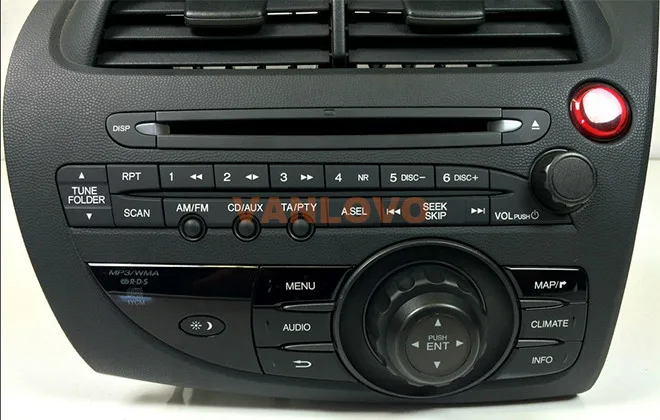 DISP ▲
▲ RPT 1 ◄◄ 2 ◄► 3 ►► 4 NR 5 DISC− 6 DISC+
TUNE
FOLDER
▼ SCAN AM/FM CD/AUX TA/PTY A.SEL |◄◄ SEEK
SKIP ►►| VOL PUSH ⏻
VANLOVO
MP3/WMA
R·D·S
MENU MAP/
AUDIO CLIMATE
PUSH
ENT
INFO